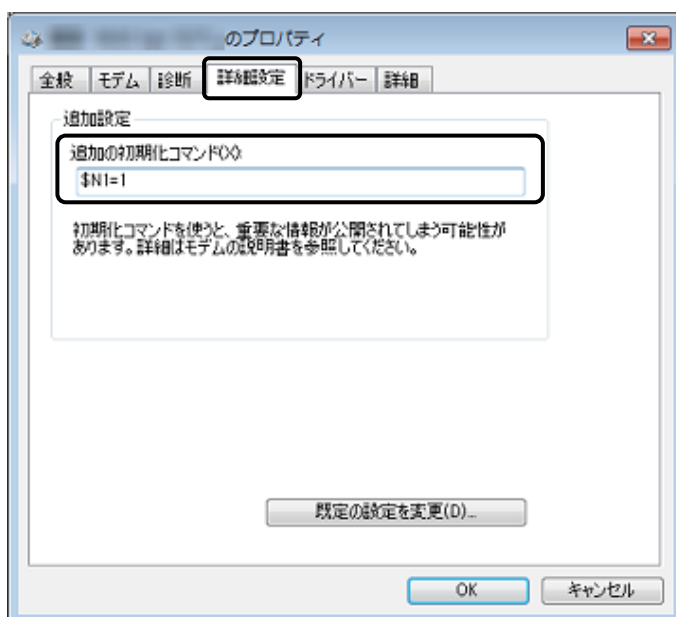 のプロパティ
全般 モデム 診断 詳細設定 ドライバー 詳細
追加設定
追加の初期化コマンド(X):
$N1=1
初期化コマンドを使うと、重要な情報が公開されてしまう可能性が
あります。詳細はモデムの説明書を参照してください。
既定の設定を変更(D)...
OK キャンセル